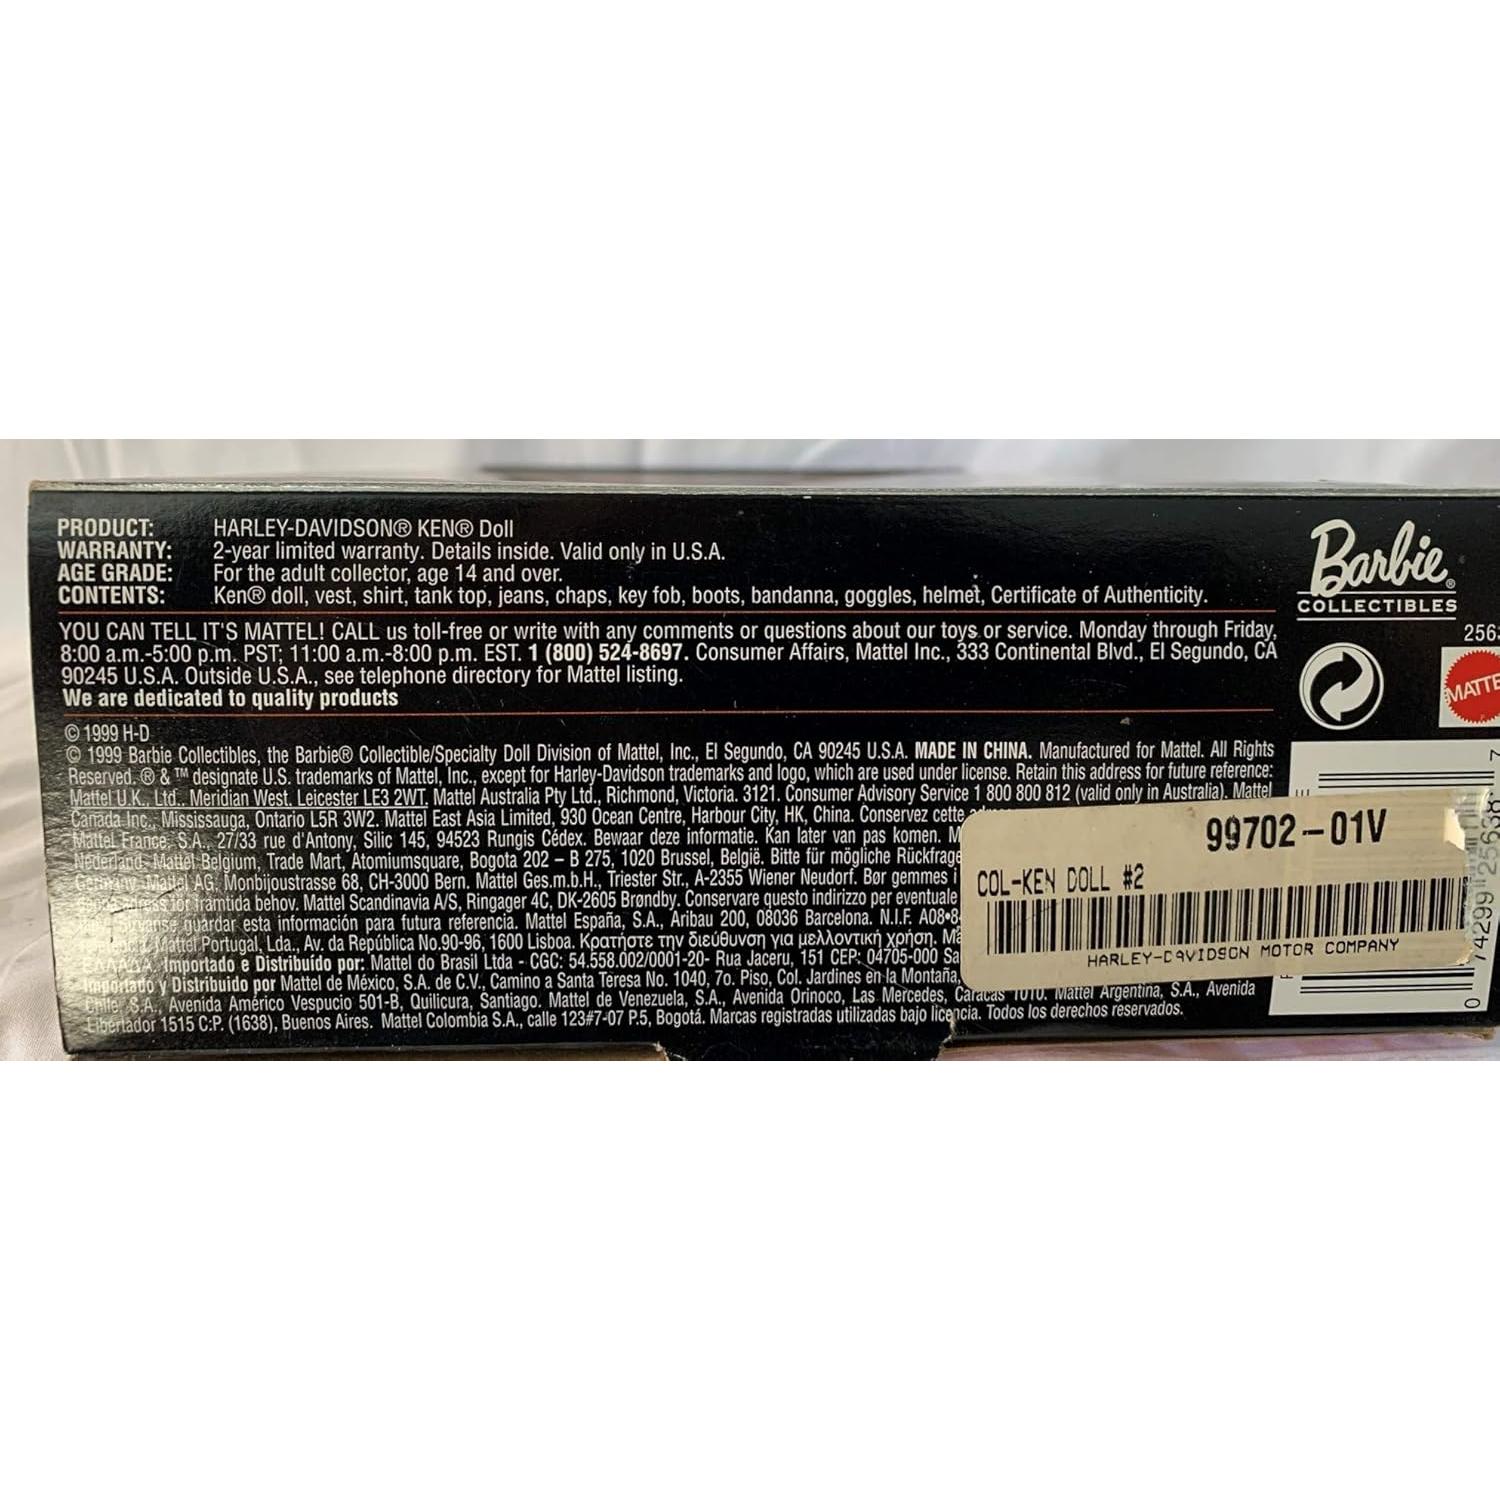 PRODUCT: HARLEY-DAVIDSON® KEN® Doll
WARRANTY: 2-year limited warranty. Details inside. Valid only in U.S.A.
AGE GRADE: For the adult collector, age 14 and over.
CONTENTS: Ken® doll, vest, shirt, tank top, jeans, chaps, key fob, boots, bandanna, goggles, helmet, Certificate of Authenticity.
YOU CAN TELL IT'S MATTEL! CALL us toll-free or write with any comments or questions about our toys or service. Monday through Friday,
8:00 a.m.-5:00 p.m. PST; 11:00 a.m.-8:00 p.m. EST. 1 (800) 524-8697. Consumer Affairs, Mattel Inc., 333 Continental Blvd., El Segundo, CA
90245 U.S.A. Outside U.S.A., see telephone directory for Mattel listing.
We are dedicated to quality products
© 1999 H-D
© 1999 Barbie Collectibles, the Barbie® Collectible/Specialty Doll Division of Mattel, Inc., El Segundo, CA 90245 U.S.A. MADE IN CHINA. Manufactured for Mattel. All Rights
Reserved. ® & ™ designate U.S. trademarks of Mattel, Inc., except for Harley-Davidson trademarks and logo, which are used under license. Retain this address for future reference:
Mattel U.K., Ltd., Meridian West, Leicester LE3 2WT. Mattel Australia Pty Ltd., Richmond, Victoria. 3121. Consumer Advisory Service 1 800 800 812 (valid only in Australia). Mattel
Canada Inc., Mississauga, Ontario L5R 3W2. Mattel East Asia Limited, 930 Ocean Centre, Harbour City, HK, China. Conservez cette
Mattel France, S.A., 27/33 rue d'Antony, Silic 145, 94523 Rungis Cédex. Bewaar deze informatie. Kan later van pas komen. M
Nederland. Mattel Belgium, Trade Mart, Atomiumsquare, Bogota 202 – B 275, 1020 Brussel, België. Bitte für mögliche Rückfrage
Germany. Mattel AG, Monbijoustrasse 68, CH-3000 Bern. Mattel Ges.m.b.H., Triester Str., A-2355 Wiener Neudorf. Bør gemmes i
adress för framtida behov. Mattel Scandinavia A/S, Ringager 4C, DK-2605 Brøndby. Conservare questo indirizzo per eventuale
guardar esta información para futura referencia. Mattel España, S.A., Aribau 200, 08036 Barcelona. N.I.F. A08•8
Mattel Portugal, Lda., Av. da República No.90-96, 1600 Lisboa. Κρατήστε την διεύθυνση για μελλοντική χρήση. Ma
ΕΛΛΑΔΑ. Importado e Distribuído por: Mattel do Brasil Ltda - CGC: 54.558.002/0001-20- Rua Jaceru, 151 CEP: 04705-000 Sa
Importado y Distribuido por Mattel de México, S.A. de C.V., Camino a Santa Teresa No. 1040, 7o. Piso, Col. Jardines en la Montaña,
Chile, S.A., Avenida Américo Vespucio 501-B, Quilicura, Santiago. Mattel de Venezuela, S.A., Avenida Orinoco, Las Mercedes, Caracas 1010. Mattel Argentina, S.A., Avenida
Libertador 1515 C.P. (1638), Buenos Aires. Mattel Colombia S.A., calle 123#7-07 P.5, Bogotá. Marcas registradas utilizadas bajo licencia. Todos los derechos reservados.
Barbie®
COLLECTIBLES
256
MATTE
99702-01V
COL-KEN DOLL #2
HARLEY-DAVIDSON MOTOR COMPANY
0 74299 25638 7